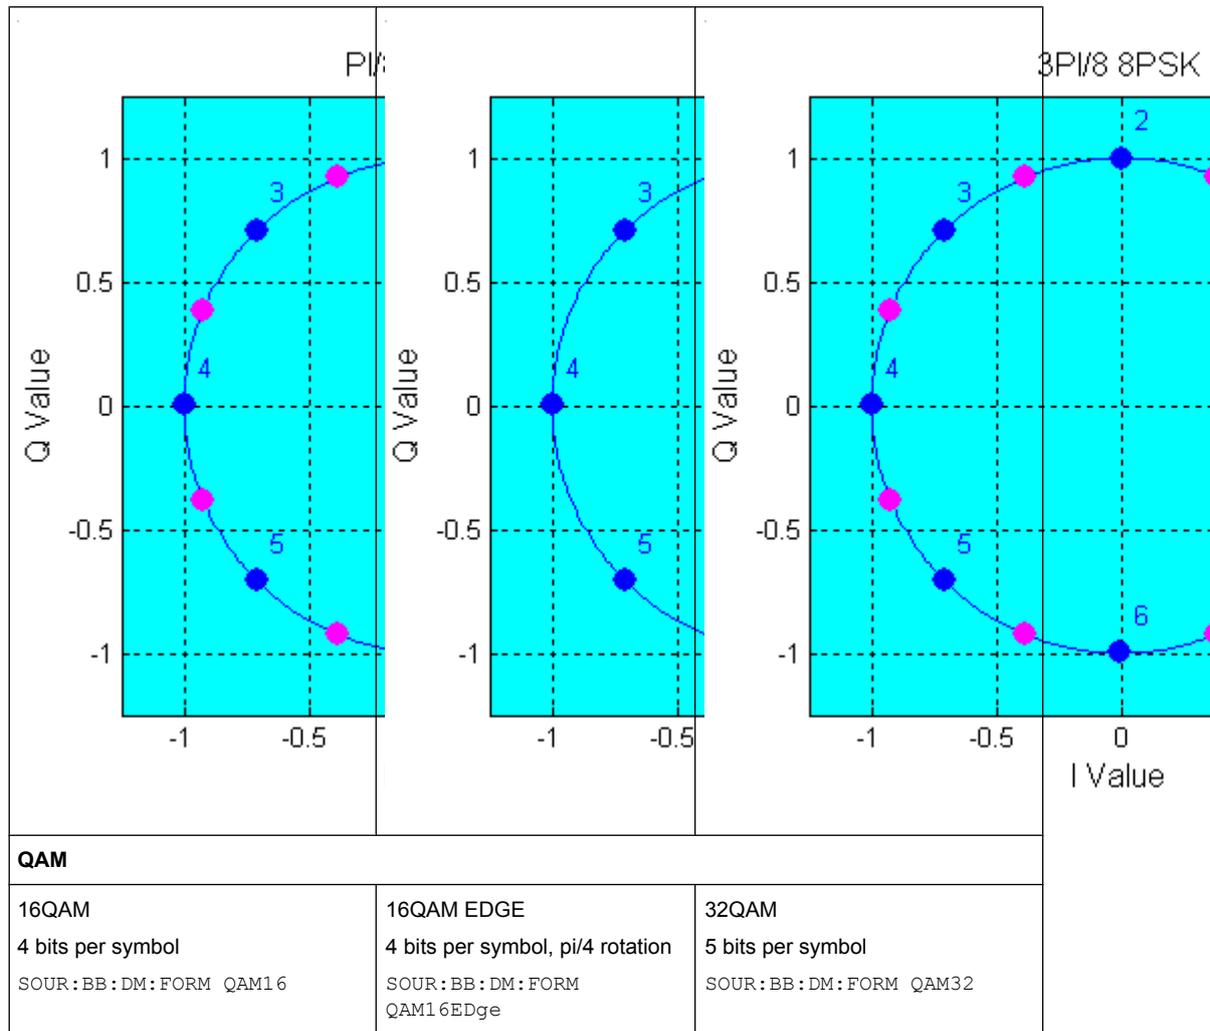 PI/
3PI/8 8PSK
2
1
1
1
3
3
3
0.5
0.5
0.5
4
4
4
Q Value
Q Value
Q Value
0
0
0
-0.5
-0.5
-0.5
5
5
5
6
-1
-1
-1
-1
-0.5
-1
-0.5
-1
-0.5
0
I Value
QAM
16QAM
4 bits per symbol
SOUR:BB:DM:FORM QAM16
16QAM EDGE
4 bits per symbol, pi/4 rotation
SOUR:BB:DM:FORM
QAM16EDge
32QAM
5 bits per symbol
SOUR:BB:DM:FORM QAM32